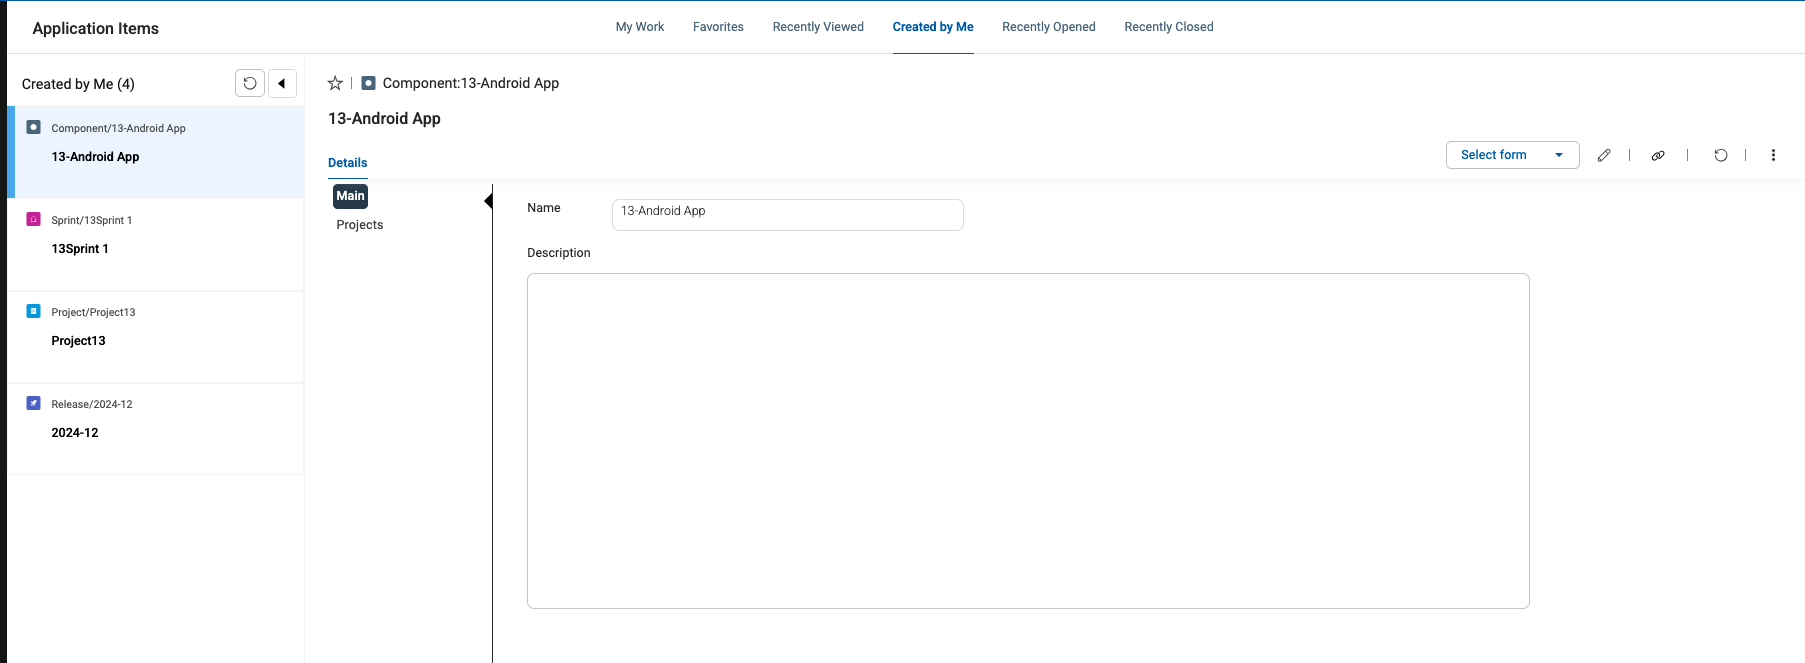 Application Items
My Work
Favorites
Recently Viewed
Created by Me
Recently Opened
Recently Closed
Created by Me (4)
Component/13-Android App
13-Android App
Sprint/13Sprint 1
13Sprint 1
Project/Project13
Project13
Release/2024-12
2024-12
Component:13-Android App
13-Android App
Details
Select form
Main
Projects
Name
13-Android App
Description